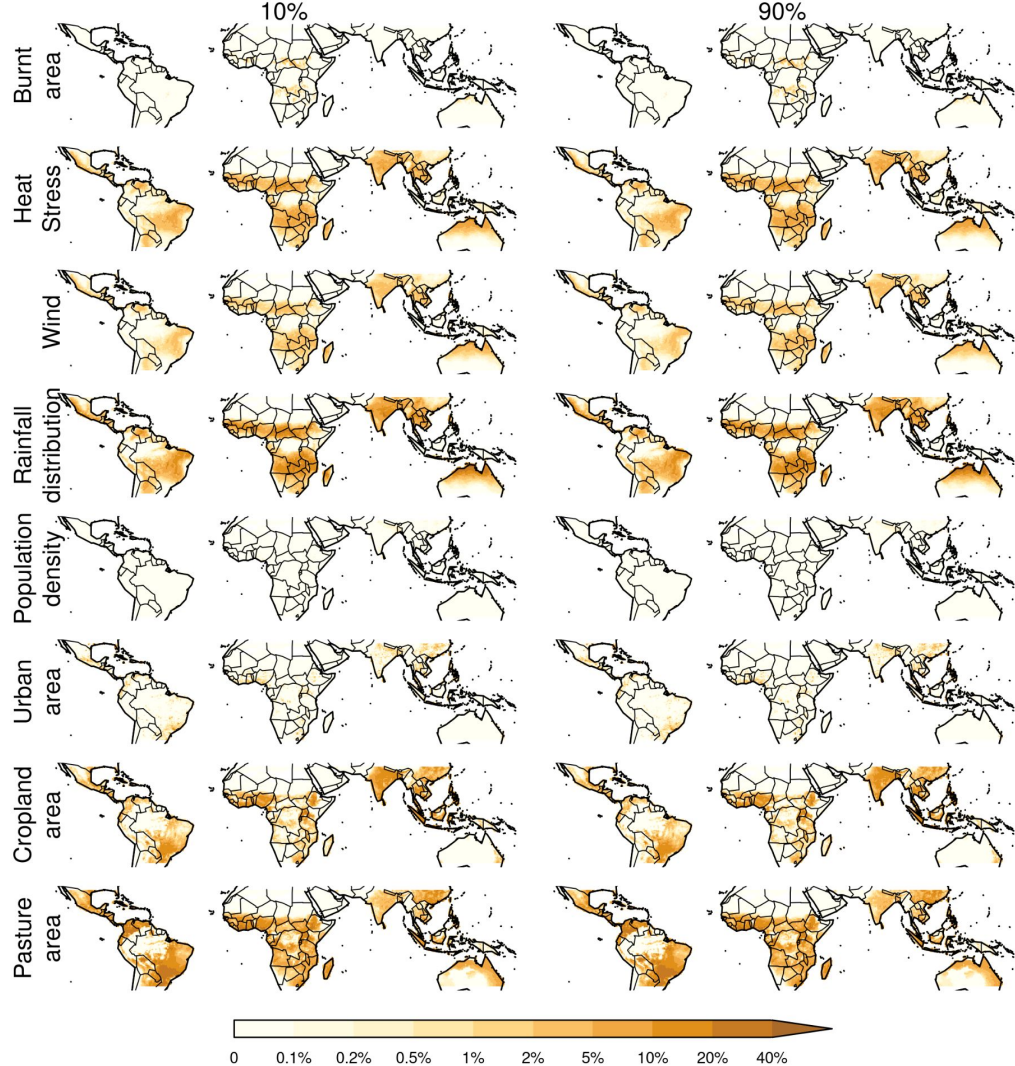 10%
90%
Burnt
area
Heat
Stress
Wind
Rainfall
distribution
Population
density
Urban
area
Cropland
area
Pasture
area
0 0.1% 0.2% 0.5% 1% 2% 5% 10% 20% 40%